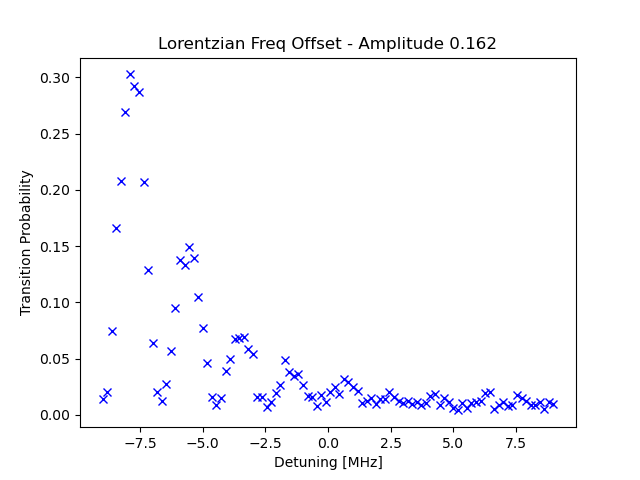 Lorentzian Freq Offset - Amplitude 0.162
Transition Probability
0.30
0.25
0.20
0.15
0.10
0.05
0.00
−7.5 −5.0 −2.5 0.0 2.5 5.0 7.5
Detuning [MHz]